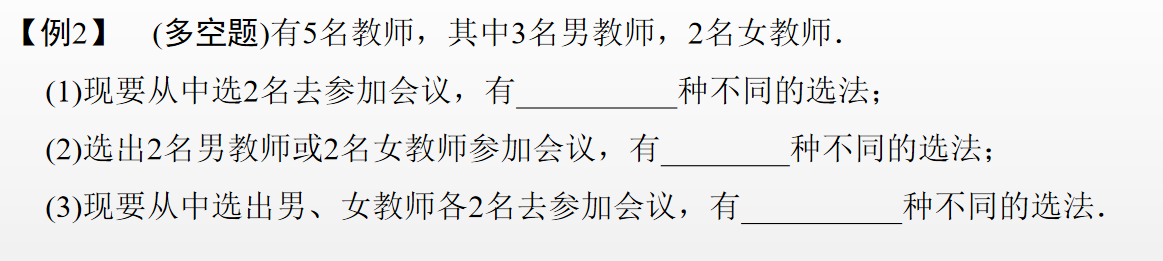 【例2】 (多空题)有5名教师，其中3名男教师，2名女教师．
(1)现要从中选2名去参加会议，有__________种不同的选法；
(2)选出2名男教师或2名女教师参加会议，有________种不同的选法；
(3)现要从中选出男、女教师各2名去参加会议，有__________种不同的选法．